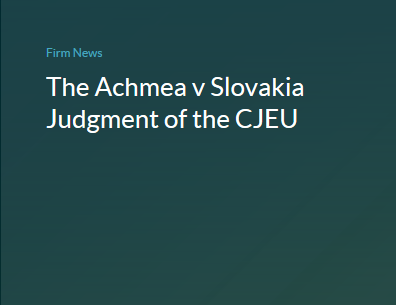 Firm News
The Achmea v Slovakia
Judgment of the CJEU